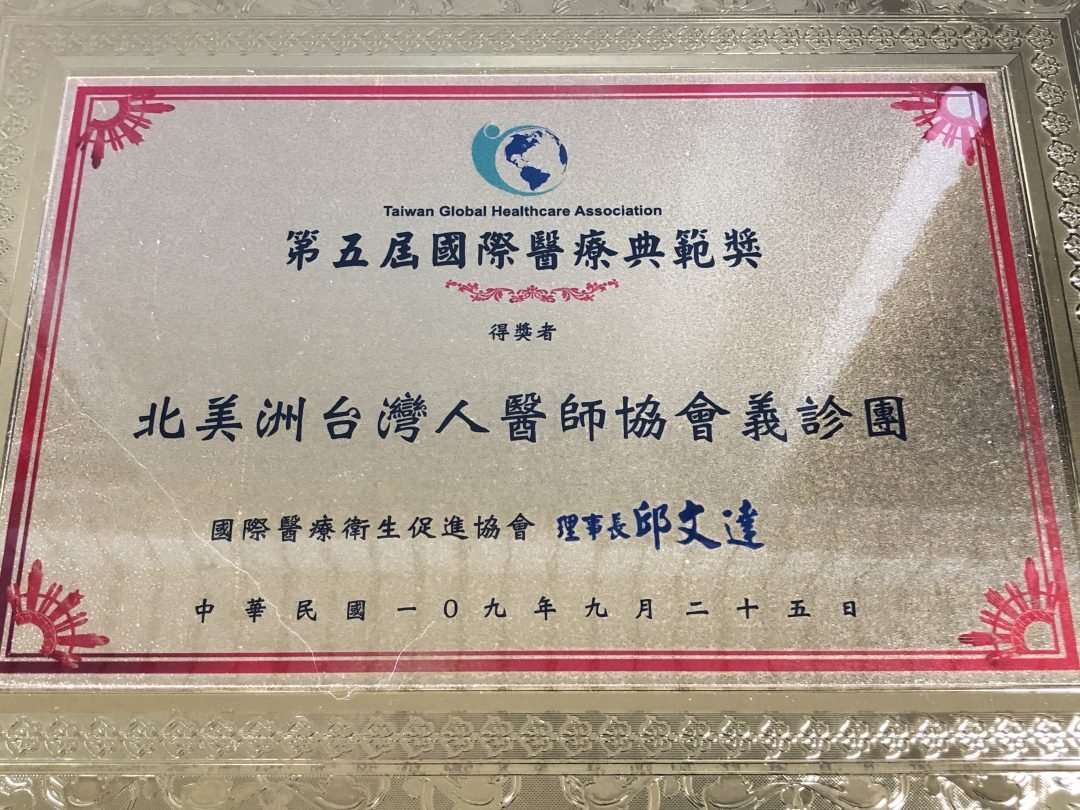 Taiwan Global Healthcare Association
第五屆國際醫療典範獎
得獎者
北美洲台灣人醫師協會義診團
國際醫療衛生促進協會 理事長邱文達
中華民國一〇九年九月二十五日